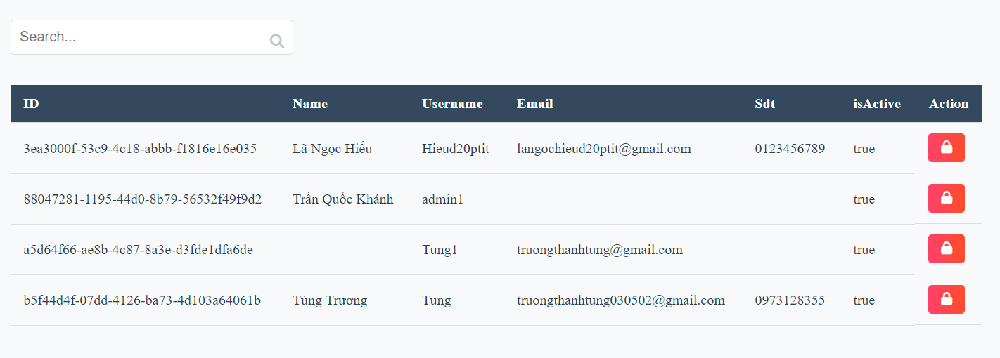 Search...
ID Name Username Email Sdt isActive Action
3ea3000f-53c9-4c18-abbb-f1816e16e035 Lã Ngọc Hiếu Hieud20ptit langochieud20ptit@gmail.com 0123456789 true
88047281-1195-44d0-8b79-56532f49f9d2 Trần Quốc Khánh admin1 true
a5d64f66-ae8b-4c87-8a3e-d3fde1dfa6de Tung1 truongthanhtung@gmail.com true
b5f44d4f-07dd-4126-ba73-4d103a64061b Tùng Trương Tung truongthanhtung030502@gmail.com 0973128355 true